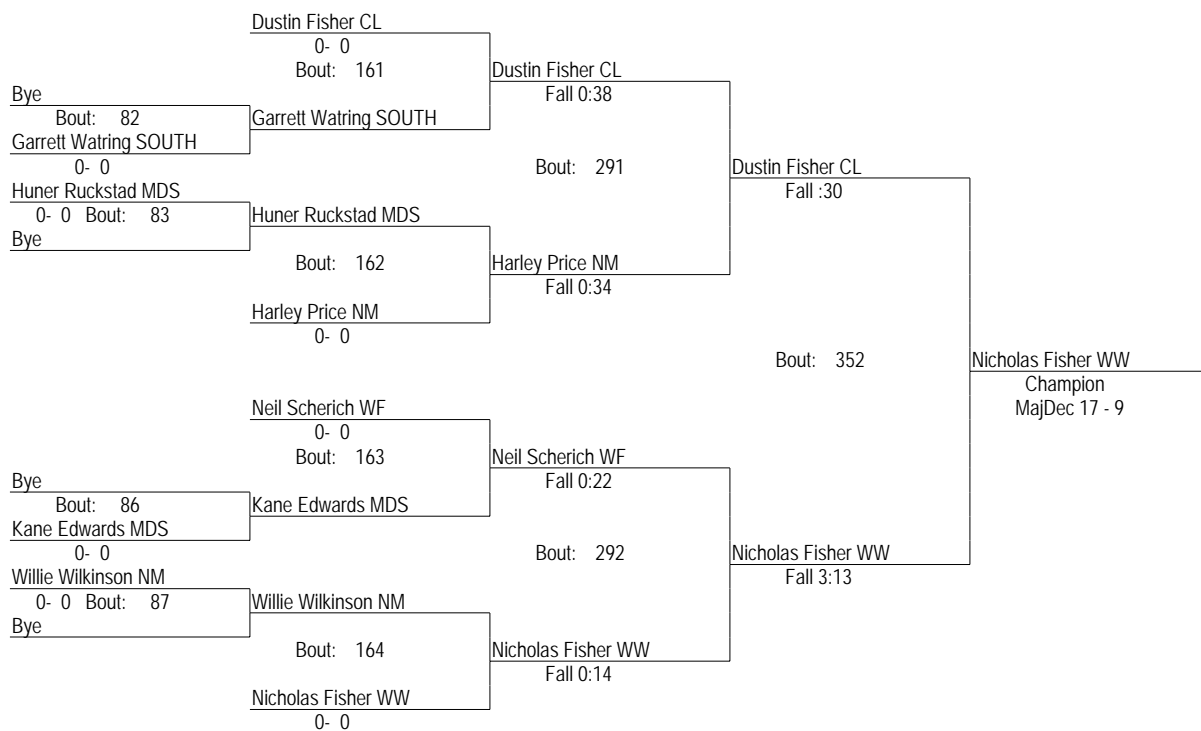 Dustin Fisher CL
0- 0
Bout: 161
Dustin Fisher CL
Fall 0:38
Bye
Bout: 82
Garrett Watring SOUTH
Garrett Watring SOUTH
0- 0
Bout: 291
Dustin Fisher CL
Fall :30
Huner Ruckstad MDS
0- 0 Bout: 83
Huner Ruckstad MDS
Bye
Bout: 162
Harley Price NM
Fall 0:34
Harley Price NM
0- 0
Bout: 352
Nicholas Fisher WW
Champion
MajDec 17 - 9
Neil Scherich WF
0- 0
Bout: 163
Neil Scherich WF
Fall 0:22
Bye
Bout: 86
Kane Edwards MDS
Kane Edwards MDS
0- 0
Bout: 292
Nicholas Fisher WW
Fall 3:13
Willie Wilkinson NM
0- 0 Bout: 87
Willie Wilkinson NM
Bye
Bout: 164
Nicholas Fisher WW
Fall 0:14
Nicholas Fisher WW
0- 0